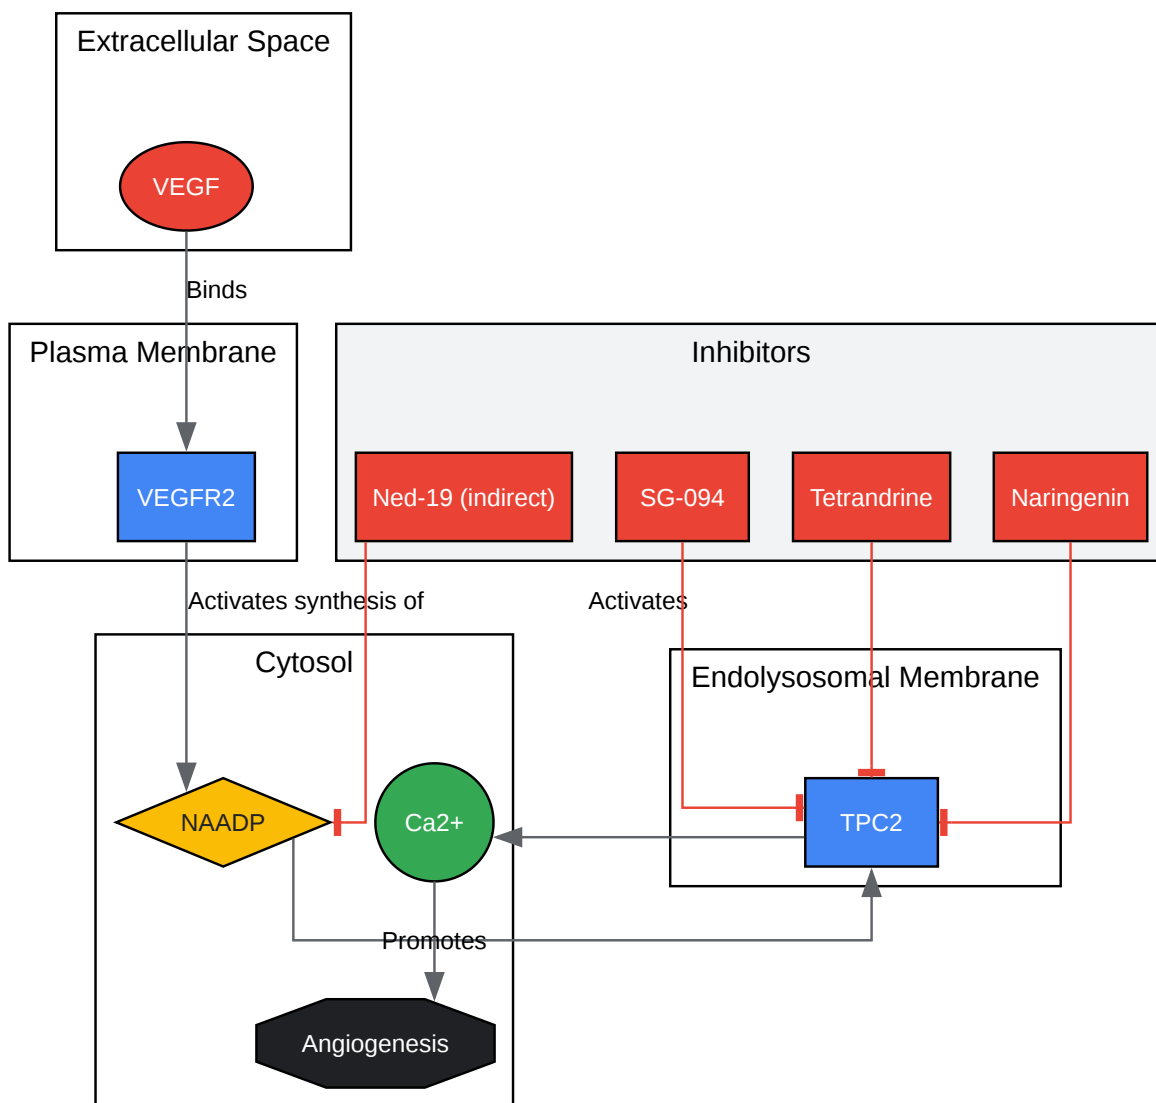 Extracellular Space
VEGF
Binds
Plasma Membrane
Inhibitors
VEGFR2
Ned-19 (indirect)
SG-094
Tetrandrine
Naringenin
Activates synthesis of
Activates
Cytosol
Endolysosomal Membrane
NAADP
Ca2+
TPC2
Promotes
Angiogenesis